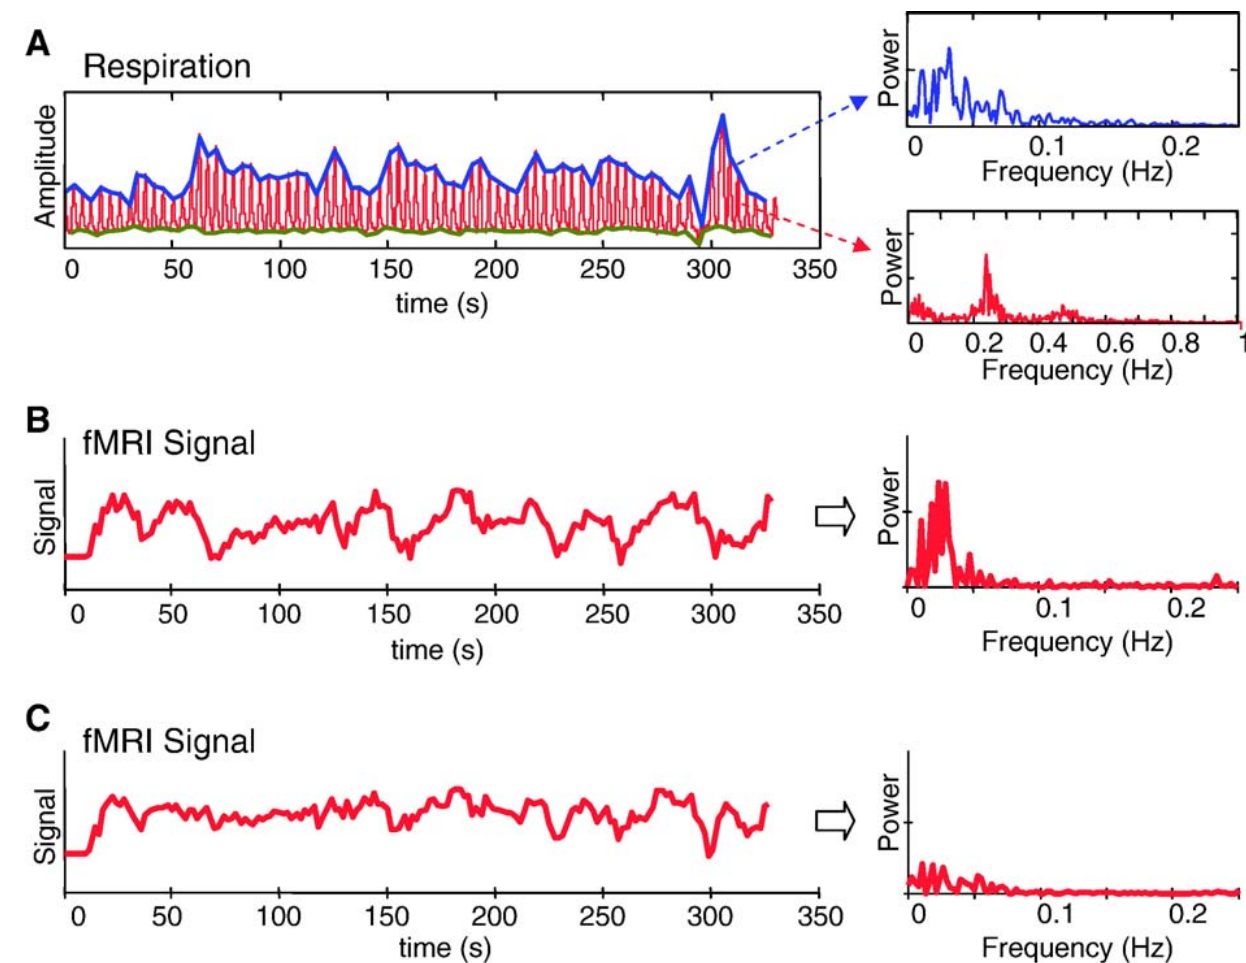 A
Respiration
Amplitude
0 50 100 150 200 250 300 350
time (s)
Power
0 0.1 0.2
Frequency (Hz)
Power
0 0.2 0.4 0.6 0.8 1
Frequency (Hz)
B
fMRI Signal
Signal
0 50 100 150 200 250 300 350
time (s)
Power
0 0.1 0.2
Frequency (Hz)
C
fMRI Signal
Signal
0 50 100 150 200 250 300 350
time (s)
Power
0 0.1 0.2
Frequency (Hz)